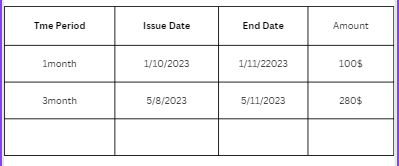 Tme Period Issue Date End Date Amount
1month 1/10/2023 1/11/22023 100$
3month 5/8/2023 5/11/2023 280$